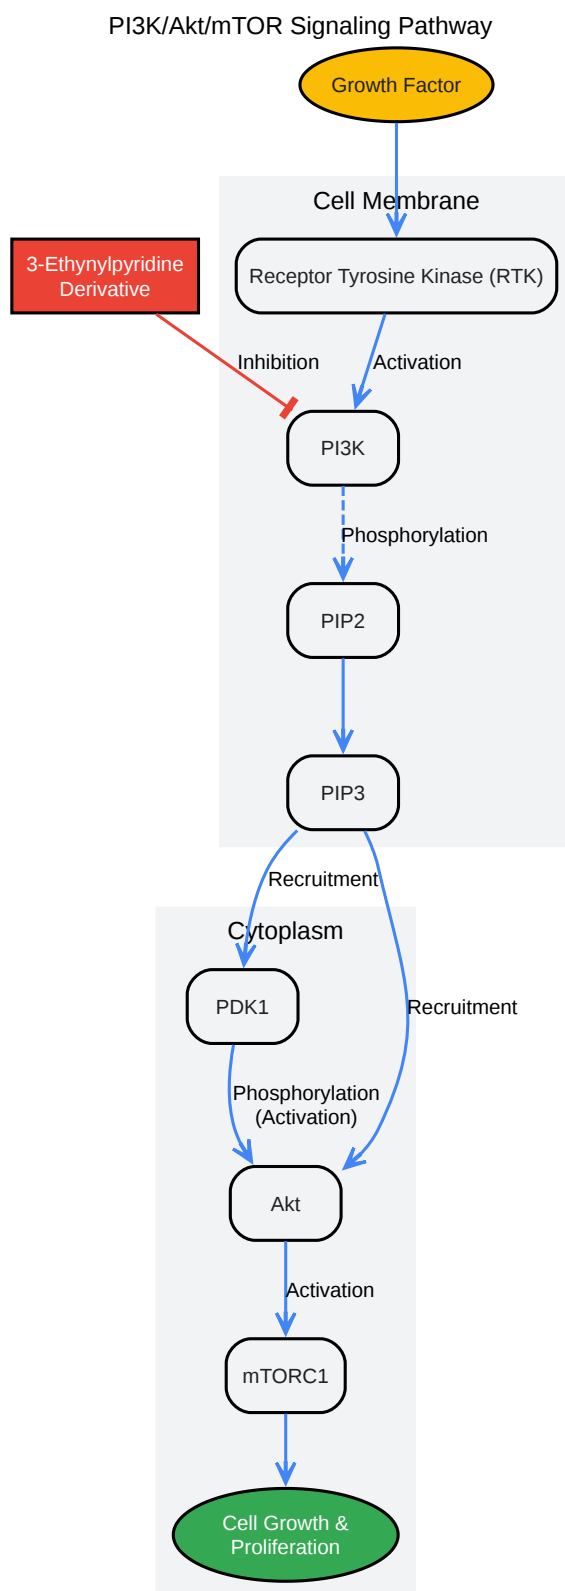 PI3K/Akt/mTOR Signaling Pathway
Growth Factor
Cell Membrane
3-Ethynylpyridine
Derivative
Receptor Tyrosine Kinase (RTK)
Inhibition
Activation
PI3K
Phosphorylation
PIP2
PIP3
Recruitment
Cytoplasm
PDK1
Recruitment
Phosphorylation
(Activation)
Akt
Activation
mTORC1
Cell Growth &
Proliferation